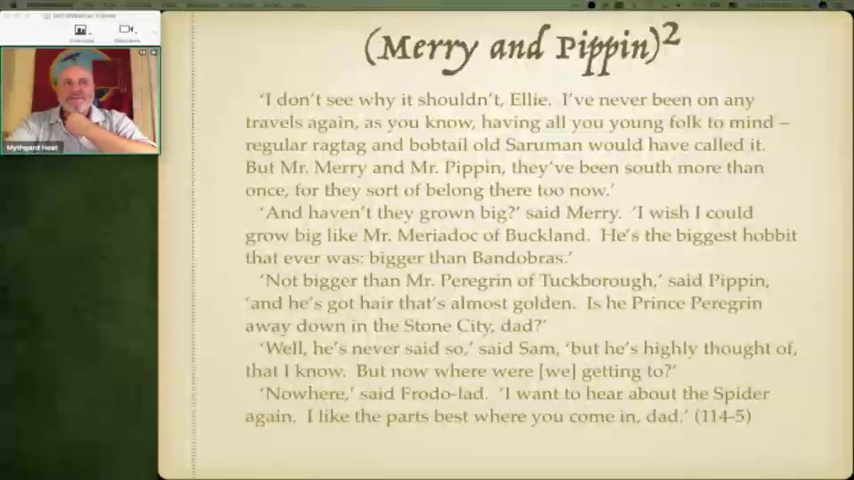 (Merry and Pippin)²
'I don't see why it shouldn't, Ellie. I've never been on any
travels again, as you know, having all you young folk to mind –
regular ragtag and bobtail old Saruman would have called it.
But Mr. Merry and Mr. Pippin, they've been south more than
once, for they sort of belong there too now.'
'And haven't they grown big?' said Merry. 'I wish I could
grow big like Mr. Meriadoc of Buckland. He's the biggest hobbit
that ever was: bigger than Bandobras.'
'Not bigger than Mr. Peregrin of Tuckborough,' said Pippin,
'and he's got hair that's almost golden. Is he Prince Peregrin
away down in the Stone City, dad?'
'Well, he's never said so,' said Sam, 'but he's highly thought of,
that I know. But now where were [we] getting to?'
'Nowhere,' said Frodo-lad. 'I want to hear about the Spider
again. I like the parts best where you come in, dad.' (114-5)
Mythgard Host